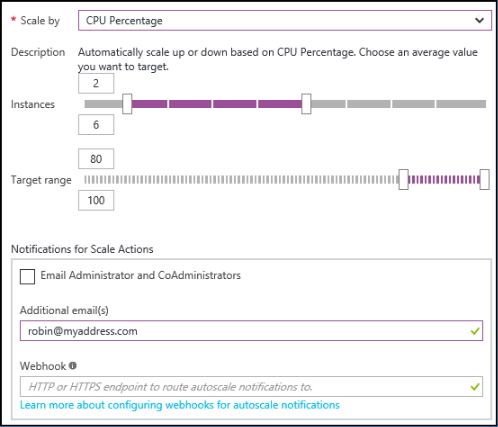 * Scale by CPU Percentage
Description Automatically scale up or down based on CPU Percentage. Choose an average value
you want to target.
2
Instances
6
80
Target range
100
Notifications for Scale Actions
Email Administrator and CoAdministrators
Additional email(s)
robin@myaddress.com
Webhook
HTTP or HTTPS endpoint to route autoscale notifications to.
Learn more about configuring webhooks for autoscale notifications